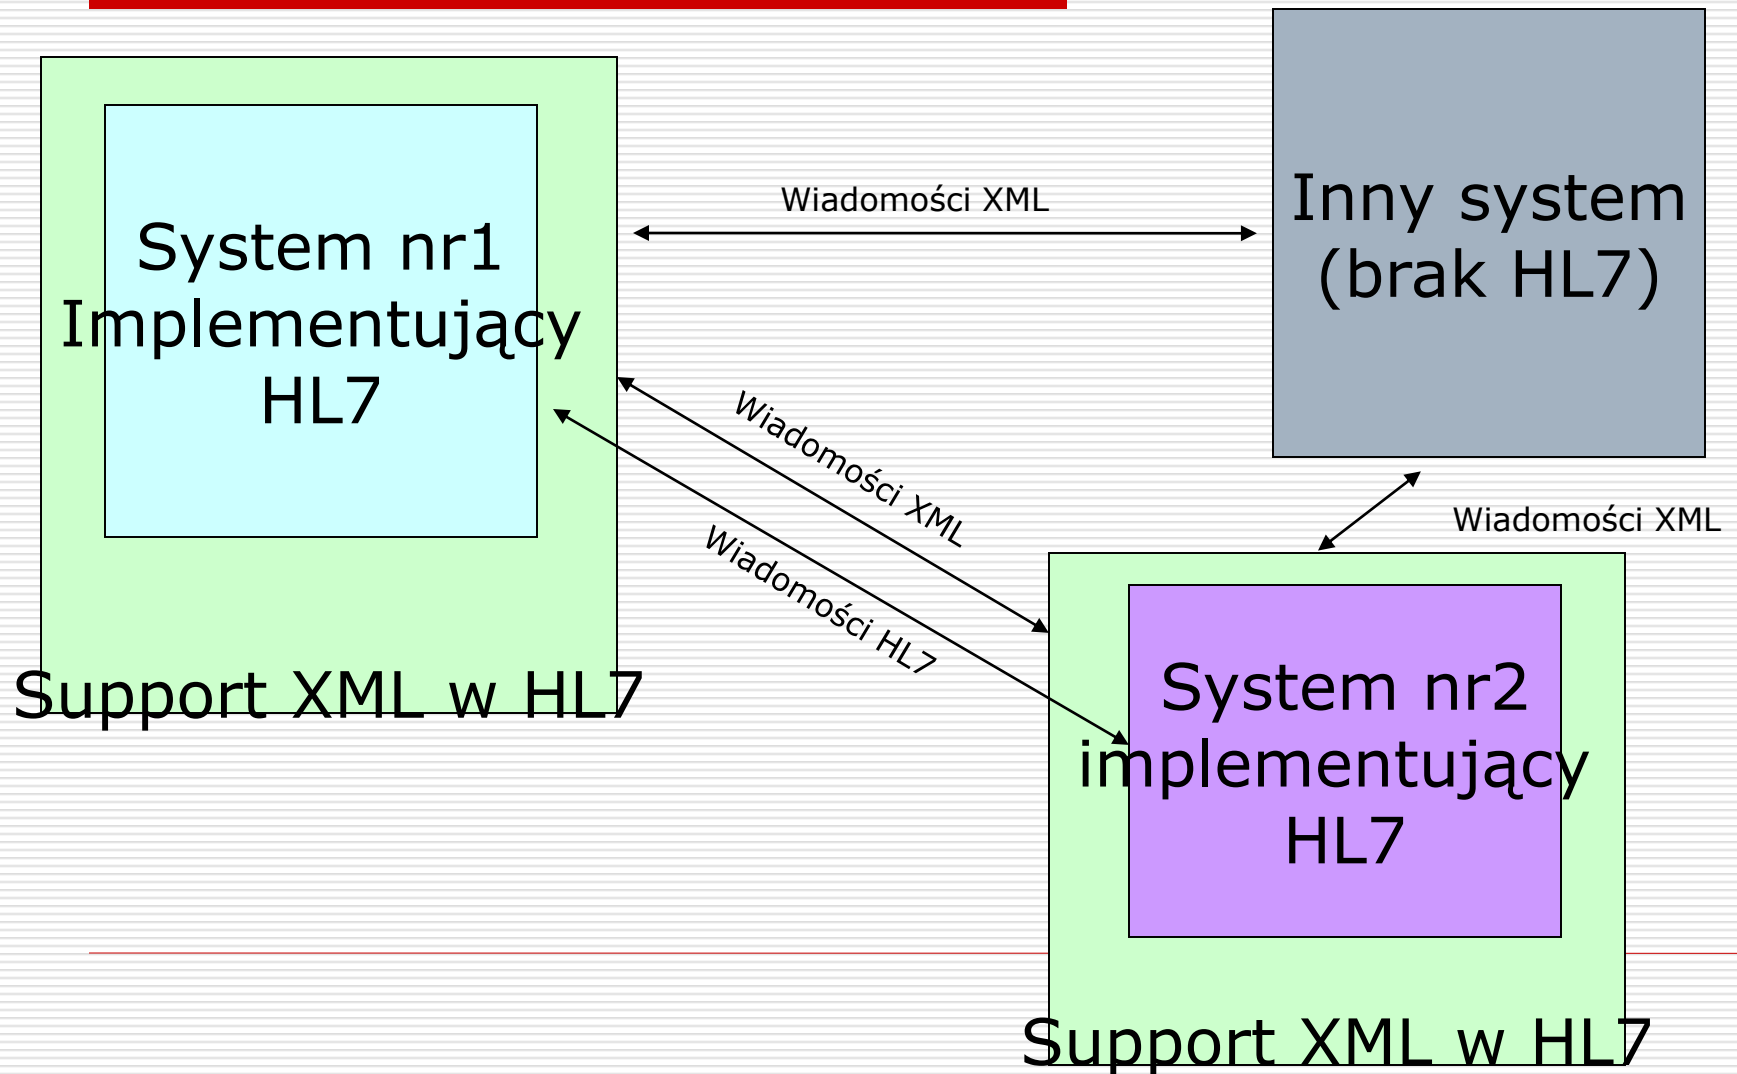 System nr1
Implementujący
HL7
Support XML w HL7
Wiadomości XML
Inny system
(brak HL7)
Wiadomości XML
Wiadomości HL7
Wiadomości XML
System nr2
implementujący
HL7
Support XML w HL7